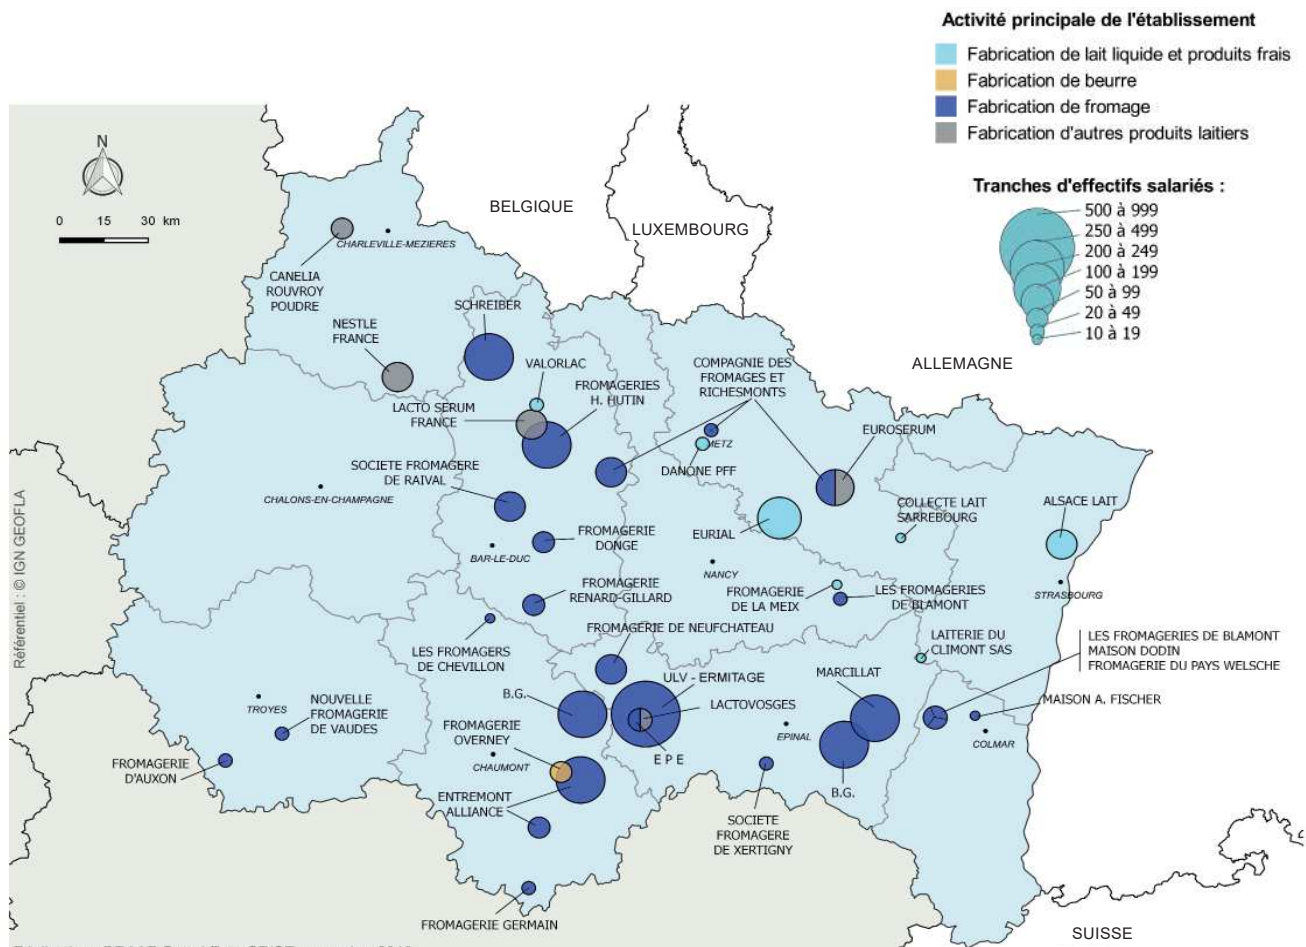 Activité principale de l'établissement
Fabrication de lait liquide et produits frais
Fabrication de beurre
Fabrication de fromage
Fabrication d'autres produits laitiers
Tranches d'effectifs salariés :
500 à 999
250 à 499
200 à 249
100 à 199
50 à 99
20 à 49
10 à 19
N
0 15 30 km
BELGIQUE
LUXEMBOURG
ALLEMAGNE
SUISSE
CHARLEVILLE-MEZIERES
CANELIA
ROUVROY
POUDRE
SCHREIBER
NESTLE
FRANCE
VALORLAC
LACTO SERUM
FRANCE
FROMAGERIES
H. HUTIN
COMPAGNIE DES
FROMAGES ET
RICHESMONTS
METZ
DANONE PFF
EUROSERUM
SOCIETE FROMAGERE
DE RAIVAL
CHALONS-EN-CHAMPAGNE
COLLECTE LAIT
SARREBOURG
ALSACE LAIT
EURIAL
FROMAGERIE
DONGE
BAR-LE-DUC
NANCY
STRASBOURG
FROMAGERIE
RENARD-GILLARD
FROMAGERIE
DE LA MEIX
LES FROMAGERIES
DE BLAMONT
FROMAGERIE DE NEUFCHATEAU
LES FROMAGERS
DE CHEVILLON
LAITERIE DU
CLIMONT SAS
LES FROMAGERIES DE BLAMONT
MAISON DODIN
FROMAGERIE DU PAYS WELSCHE
ULV - ERMITAGE
MARCILLAT
B.G.
LACTOVOSGES
MAISON A. FISCHER
TROYES
NOUVELLE
FROMAGERIE
DE VAUDES
EPINAL
COLMAR
FROMAGERIE
OVERNEY
E P E
CHAUMONT
FROMAGERIE
D'AUXON
B.G.
ENTREMONT
ALLIANCE
SOCIETE
FROMAGERE
DE XERTIGNY
FROMAGERIE GERMAIN
Référentiel : © IGN GEOFLA